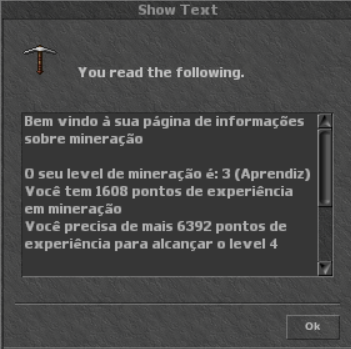 Show Text
You read the following.
Bem vindo à sua página de informações
sobre mineração
O seu level de mineração é: 3 (Aprendiz)
Você tem 1608 pontos de experiência
em mineração
Você precisa de mais 6392 pontos de
experiência para alcançar o level 4
Ok